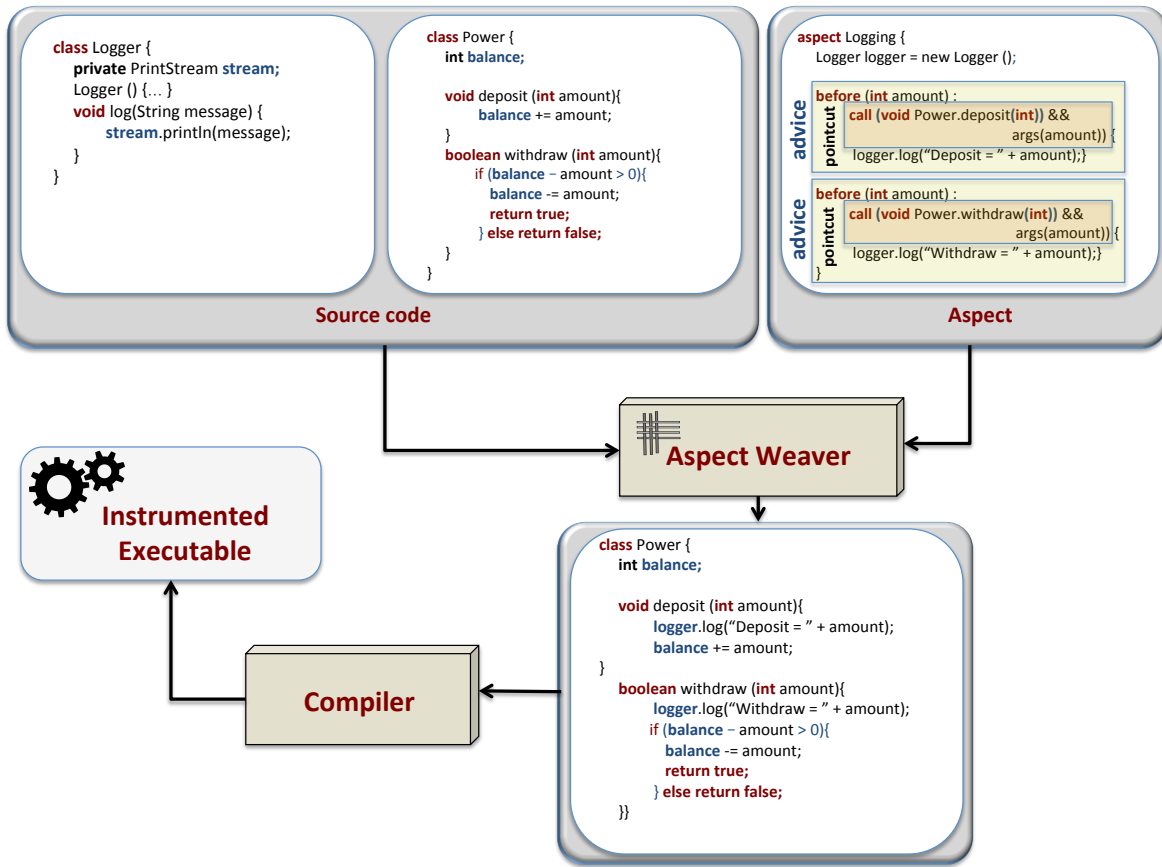 class Logger {
private PrintStream stream;
Logger () {... }
void log(String message) {
stream.println(message);
}
}
class Power {
int balance;
void deposit (int amount){
balance += amount;
}
boolean withdraw (int amount){
if (balance – amount > 0){
balance -= amount;
return true;
} else return false;
}
}
Source code
aspect Logging {
Logger logger = new Logger ();
advice
pointcut
before (int amount) :
call (void Power.deposit(int)) &&
args(amount)) {
logger.log(“Deposit = ” + amount);}
advice
pointcut
before (int amount) :
call (void Power.withdraw(int)) &&
args(amount)) {
logger.log(“Withdraw = ” + amount);}
}
Aspect
Aspect Weaver
Instrumented
Executable
class Power {
int balance;
void deposit (int amount){
logger.log(“Deposit = ” + amount);
balance += amount;
}
boolean withdraw (int amount){
logger.log(“Withdraw = ” + amount);
if (balance – amount > 0){
balance -= amount;
return true;
} else return false;
}}
Compiler